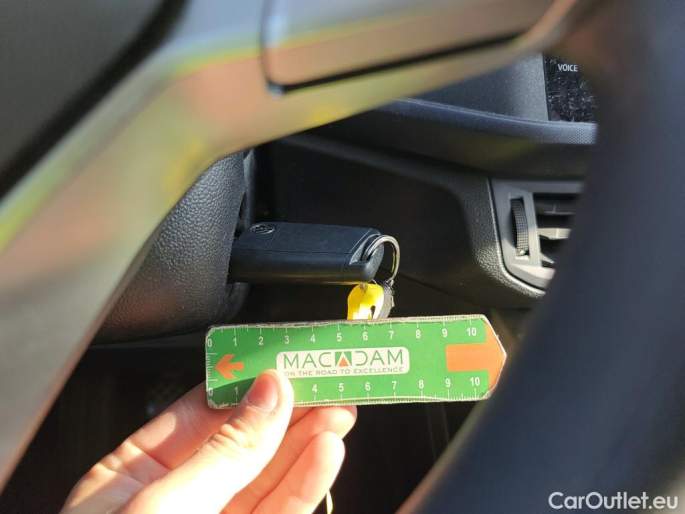 VOICE
0 1 2 3 4 5 6 7 8 9 10
MACADAM
ON THE ROAD TO EXCELLENCE
0 1 3 4 5 6 7 8 9 10
CarOutlet.eu